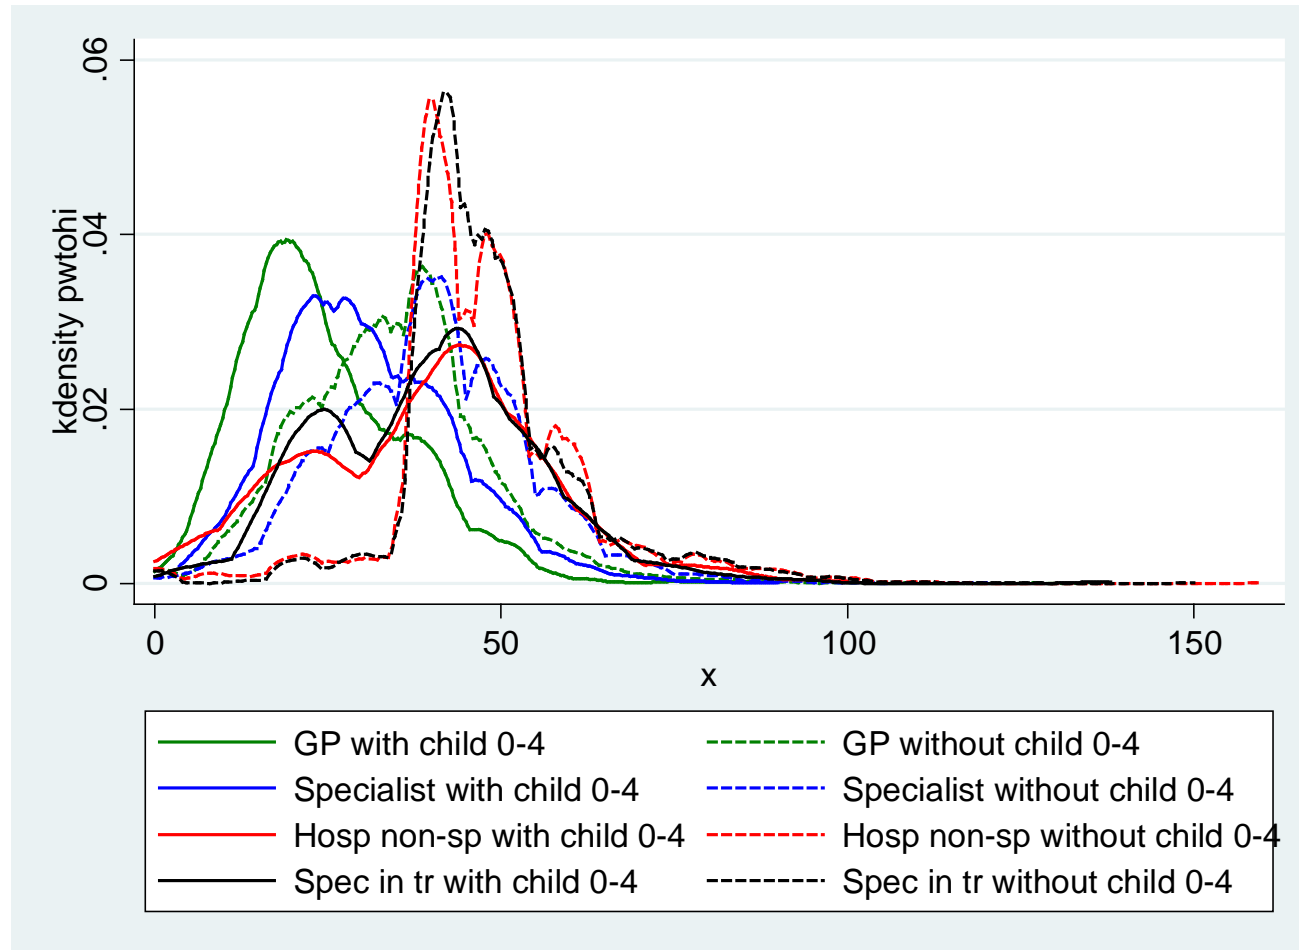 .06
.04
.02
0
kdensity pwtohi
0 50 100 150
x
GP with child 0-4 GP without child 0-4
Specialist with child 0-4 Specialist without child 0-4
Hosp non-sp with child 0-4 Hosp non-sp without child 0-4
Spec in tr with child 0-4 Spec in tr without child 0-4